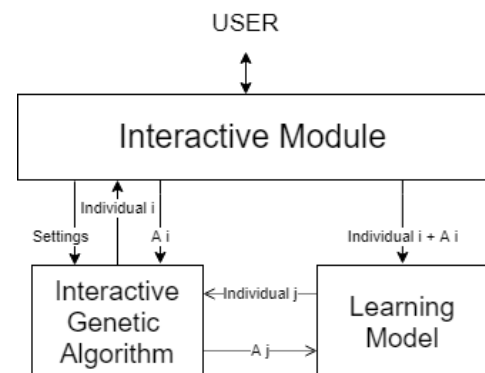 USER
Interactive Module
Individual i
Settings
A i
Individual i + A i
Interactive
Genetic
Algorithm
Individual j
A j
Learning
Model